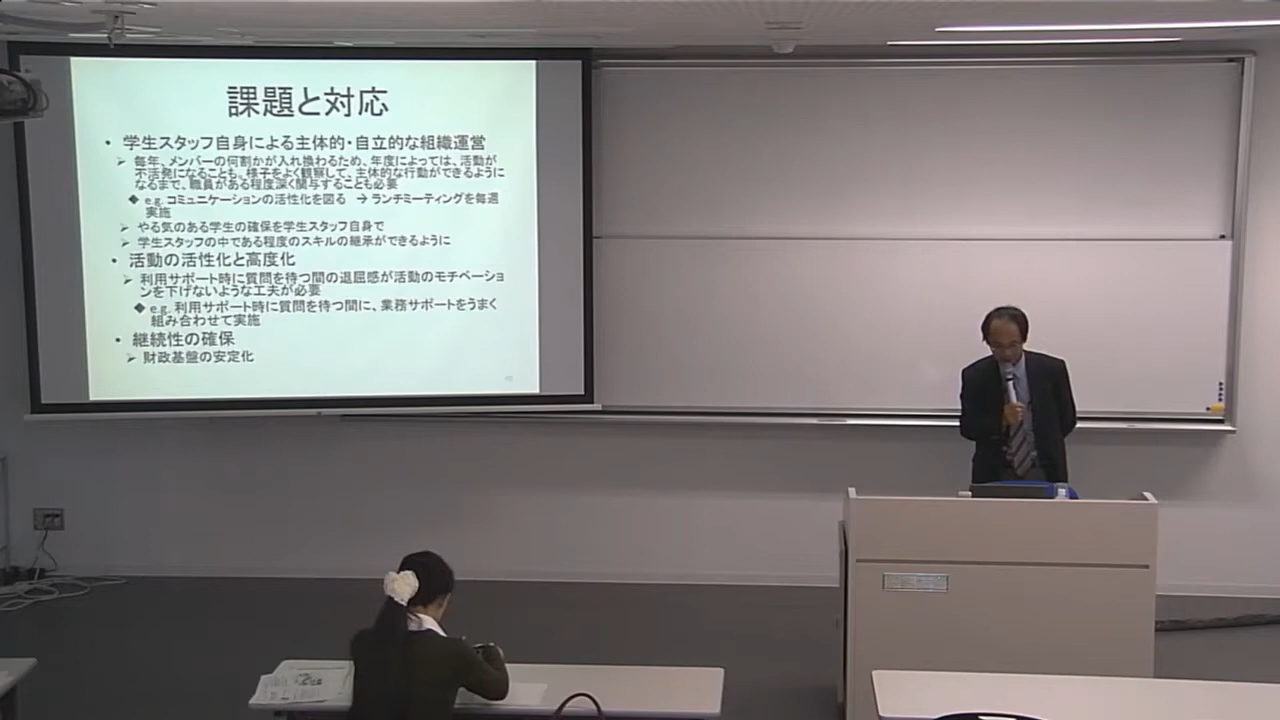 課題と対応
• 学生スタッフ自身による主体的・自立的な組織運営
➢ 毎年、メンバーの何割かが入れ換わるため、年度によっては、活動が
不活発になることも、様子をよく観察して、主体的な行動ができるように
なるまで、職員がある程度深く関与することも必要
◆ e.g. コミュニケーションの活性化を図る → ランチミーティングを毎週
実施
➢ やる気のある学生の確保を学生スタッフ自身で
➢ 学生スタッフの中である程度のスキルの継承ができるように
• 活動の活性化と高度化
➢ 利用サポート時に質問を待つ間の退屈感が活動のモチベーショ
ンを下げないような工夫が必要
◆ e.g. 利用サポート時に質問を待つ間に、業務サポートをうまく
組み合わせて実施
• 継続性の確保
➢ 財政基盤の安定化